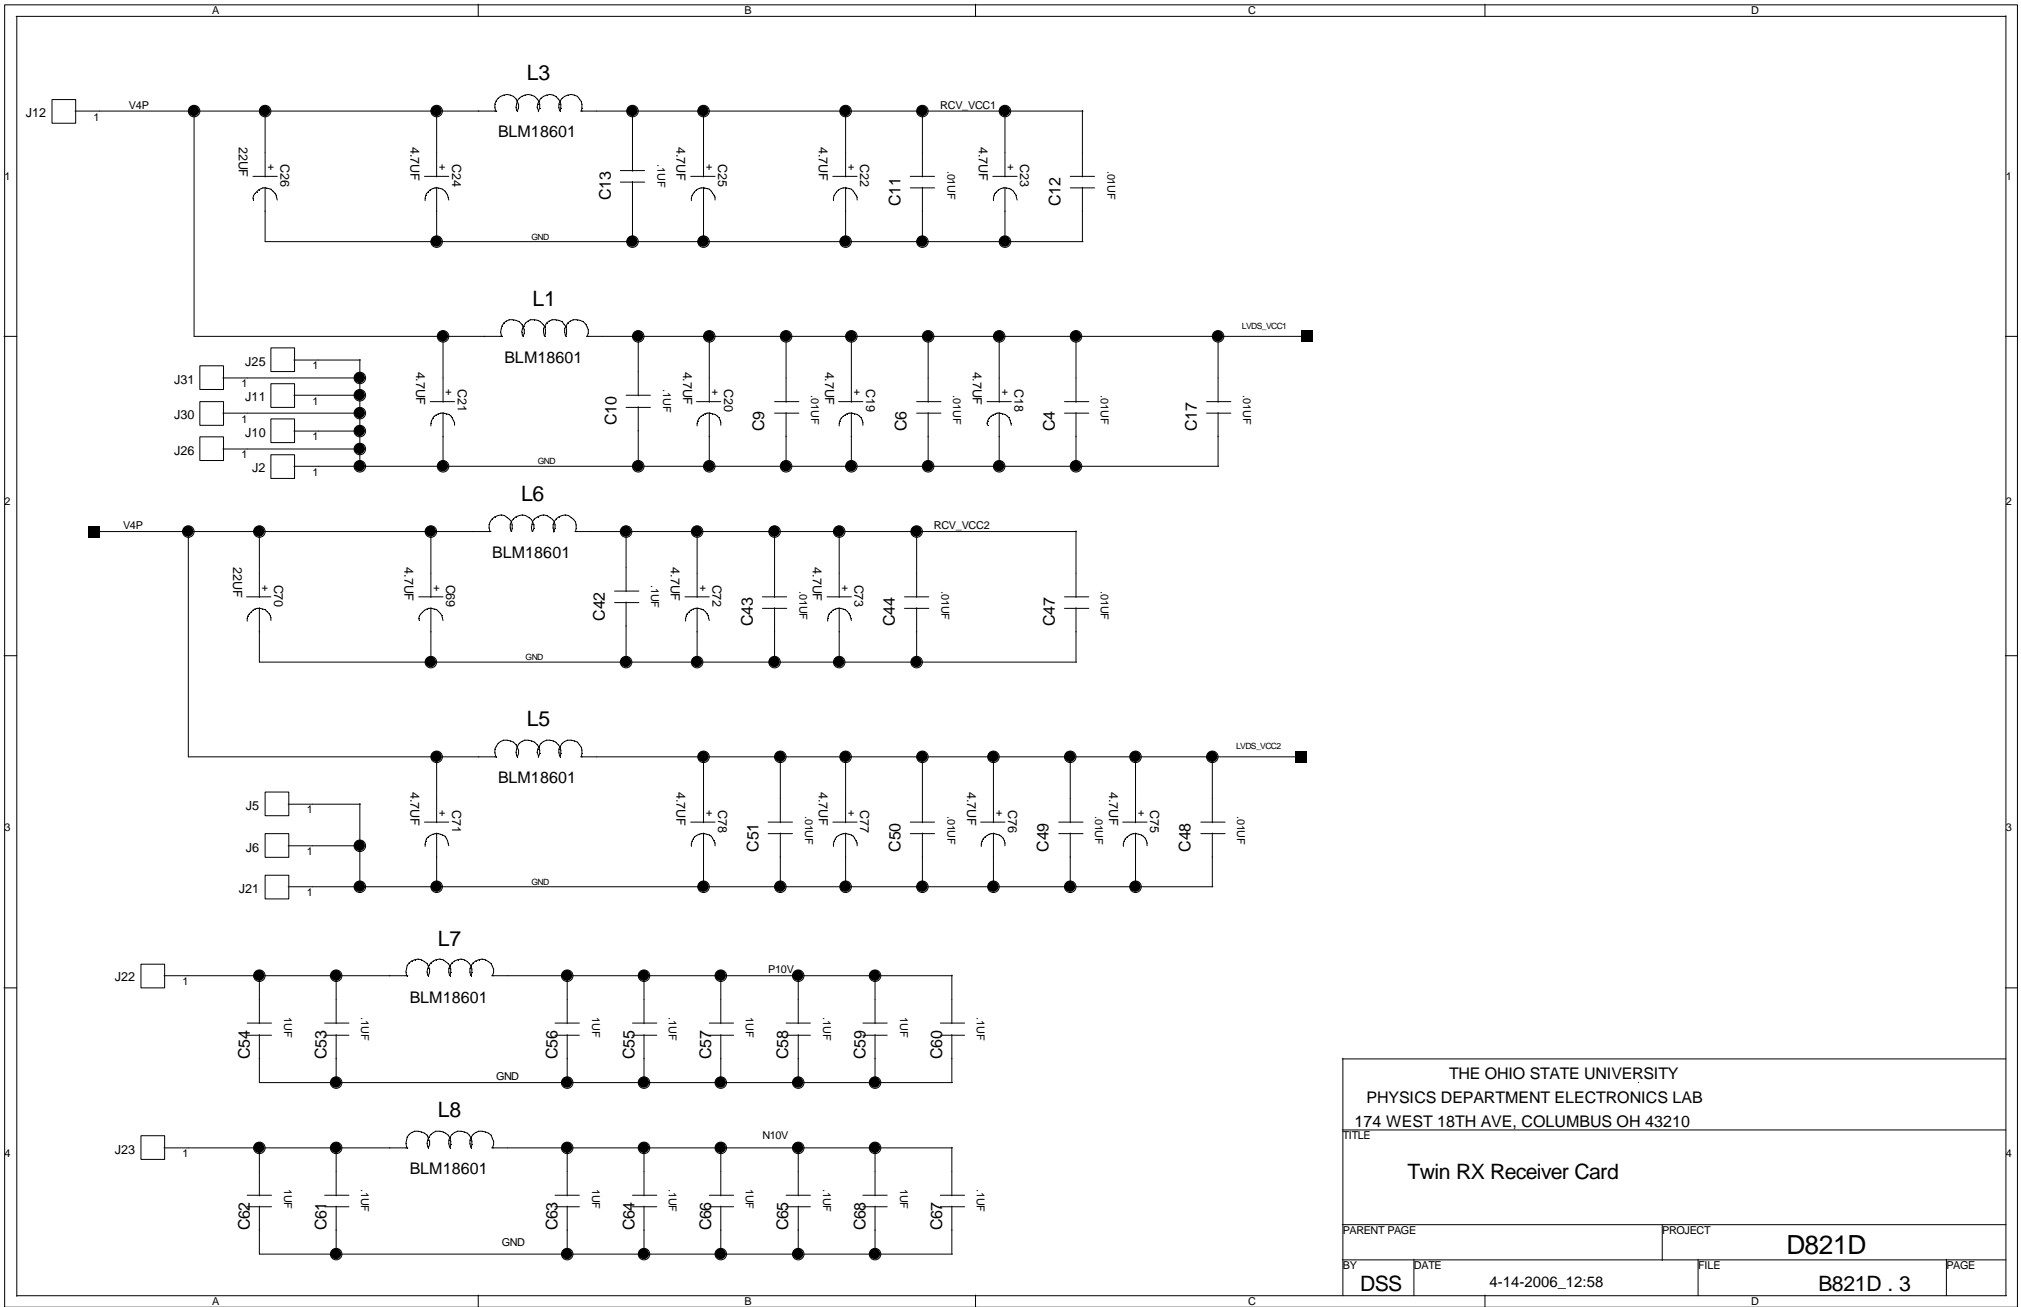 A B C D
L3
J12 1 V4P BLM18601 RCV_VCC1
22UF + C26 4.7UF + C24 C13 .1UF 4.7UF + C25 4.7UF + C22 C11 .01UF 4.7UF + C23 C12 .01UF
1 1
GND
L1
LVDS_VCC1
BLM18601
J25 1
J31 1
J11 1
J30 1
J10 1
J26 1
J2 1
4.7UF + C21 C10 .1UF 4.7UF + C20 C9 .01UF 4.7UF + C19 C6 .01UF 4.7UF + C18 C4 .01UF C17 .01UF
GND
L6
2 2
V4P RCV_VCC2
BLM18601
22UF + C70 4.7UF + C69 C42 .1UF 4.7UF + C72 C43 .01UF 4.7UF + C73 C44 .01UF C47 .01UF
GND
L5
LVDS_VCC2
BLM18601
J5 1
J6 1
J21 1
4.7UF + C71 4.7UF + C78 C51 .01UF 4.7UF + C77 C50 .01UF 4.7UF + C76 C49 .01UF 4.7UF + C75 C48 .01UF
3 3
GND
L7
J22 1 P10V
BLM18601
C54 1UF C53 .1UF C56 1UF C55 .1UF C57 1UF C58 .1UF C59 1UF C60 .1UF
GND
L8
J23 1 N10V
BLM18601
4 4
C62 1UF C61 .1UF C63 1UF C64 .1UF C66 1UF C65 .1UF C68 1UF C67 .1UF
GND
THE OHIO STATE UNIVERSITY
PHYSICS DEPARTMENT ELECTRONICS LAB
174 WEST 18TH AVE, COLUMBUS OH 43210
TITLE
Twin RX Receiver Card
PARENT PAGE PROJECT
D821D
BY DATE FILE PAGE
DSS 4-14-2006_12:58 B821D . 3
A B C D